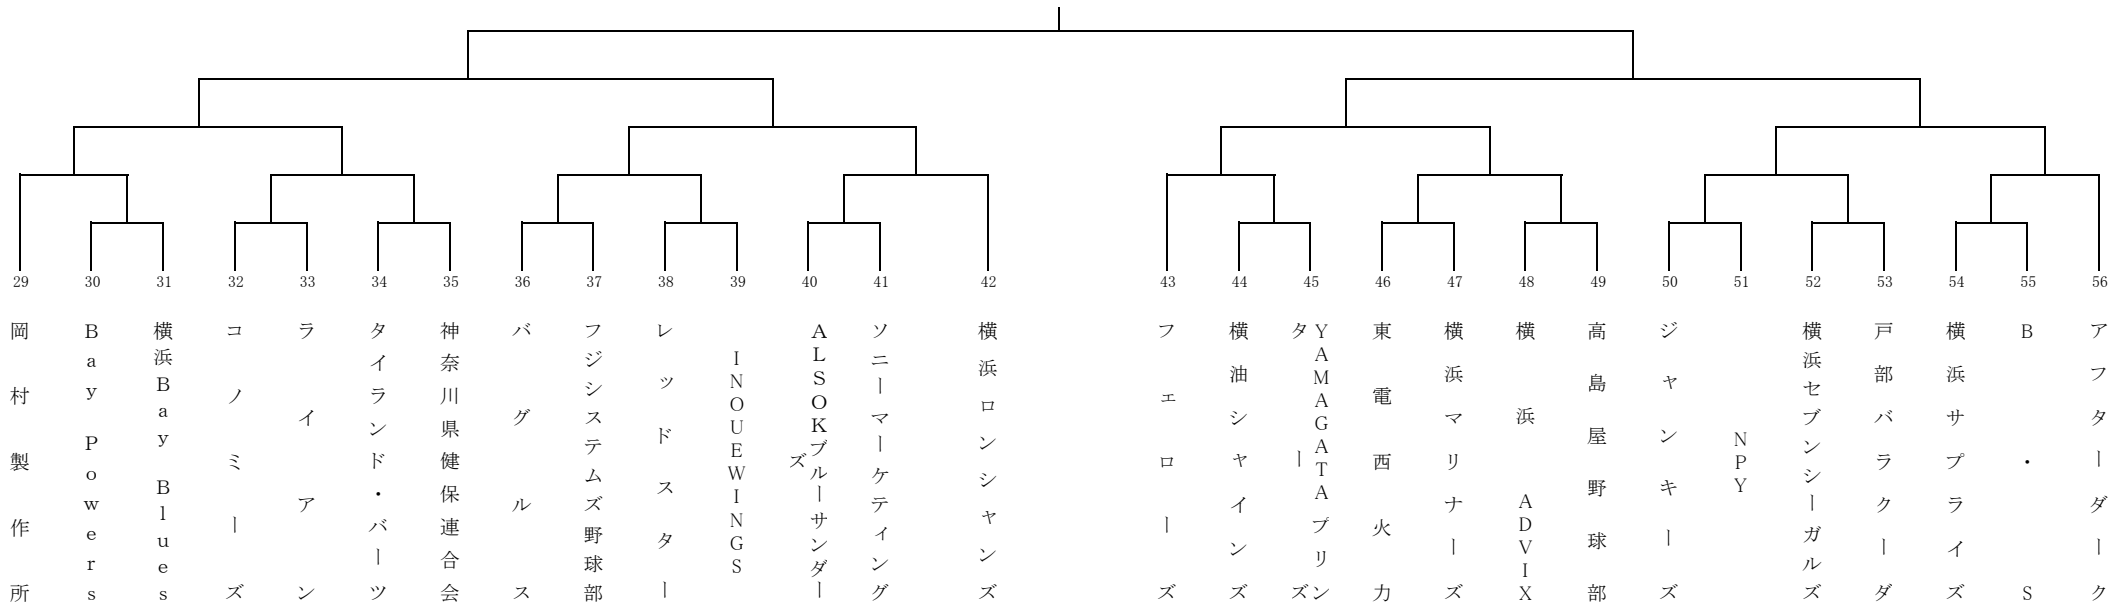 29 30 31 32 33 34 35 36 37 38 39 40 41 42 43 44 45 46 47 48 49 50 51 52 53 54 55 56
岡村製作所
Bay Powers
横浜Bay Blues
コノミーズ
ライアン
タイランド・バーツ
神奈川県健保連合会
バグルス
フジシステムズ野球部
レッドスター
INOUEWINGS
ALSOKブルーサンダー
ズ
ソニーマーケティング
横浜ロンシャンズ
フェローズ
横油シャインズ
YAMAGATAプリン
ターズ
東電西火力
横浜マリナーズ
横浜 ADVIX
高島屋野球部
ジャンキーズ
NPY
横浜セブンシーガルズ
戸部バラクーダ
横浜サプライズ
B・S
アフターダーク